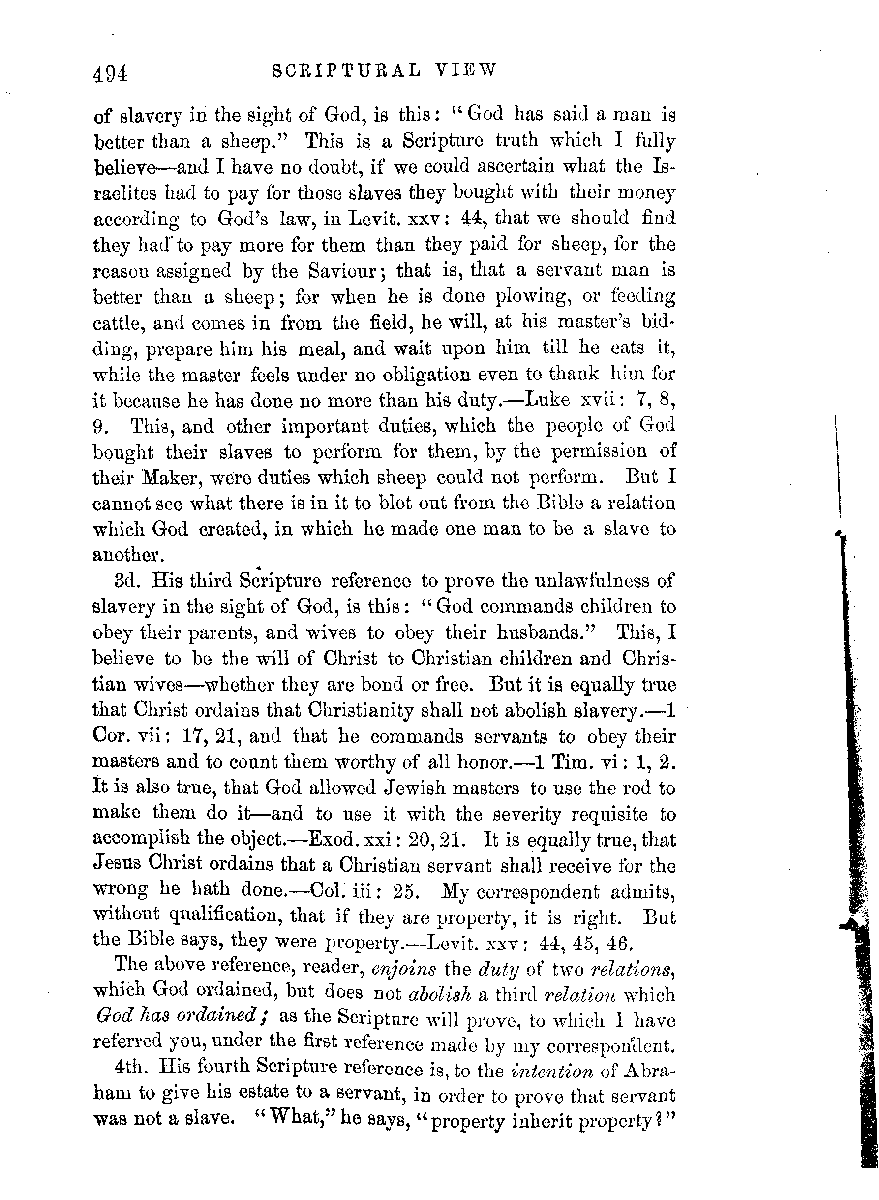 494 SCRIPTURAL VIEW
of slavery in the sight of God, is this: “God has said a man is
better than a sheep.” This is a Scripture truth which I fully
believe—and I have no doubt, if we could ascertain what the Is-
raelites had to pay for those slaves they bought with their money
according to God’s law, in Levit. xxv: 44, that we should find
they had to pay more for them than they paid for sheep, for the
reason assigned by the Saviour; that is, that a servant man is
better than a sheep; for when he is done plowing, or feeding
cattle, and comes in from the field, he will, at his master’s bid-
ding, prepare him his meal, and wait upon him till he eats it,
while the master feels under no obligation even to thank him for
it because he has done no more than his duty.—Luke xvii: 7, 8,
9. This, and other important duties, which the people of God
bought their slaves to perform for them, by the permission of
their Maker, were duties which sheep could not perform. But I
cannot see what there is in it to blot out from the Bible a relation
which God created, in which he made one man to be a slave to
another.
3d. His third Scripture reference to prove the unlawfulness of
slavery in the sight of God, is this: “God commands children to
obey their parents, and wives to obey their husbands.” This, I
believe to be the will of Christ to Christian children and Chris-
tian wives—whether they are bond or free. But it is equally true
that Christ ordains that Christianity shall not abolish slavery.—1
Cor. vii: 17, 21, and that he commands servants to obey their
masters and to count them worthy of all honor.—1 Tim. vi: 1, 2.
It is also true, that God allowed Jewish masters to use the rod to
make them do it—and to use it with the severity requisite to
accomplish the object.—Exod. xxi: 20, 21. It is equally true, that
Jesus Christ ordains that a Christian servant shall receive for the
wrong he hath done.—Col. iii: 25. My correspondent admits,
without qualification, that if they are property, it is right. But
the Bible says, they were property.—Levit. xxv: 44, 45, 46.
The above reference, reader, enjoins the duty of two relations,
which God ordained, but does not abolish a third relation which
God has ordained; as the Scripture will prove, to which I have
referred you, under the first reference made by my correspondent.
4th. His fourth Scripture reference is, to the intention of Abra-
ham to give his estate to a servant, in order to prove that servant
was not a slave. “What,” he says, “property inherit property?”